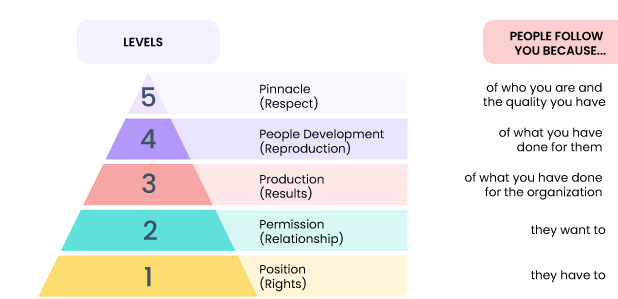 LEVELS
PEOPLE FOLLOW
YOU BECAUSE...
5
Pinnacle
(Respect)
of who you are and
the quality you have
4
People Development
(Reproduction)
of what you have
done for them
3
Production
(Results)
of what you have done
for the organization
2
Permission
(Relationship)
they want to
1
Position
(Rights)
they have to